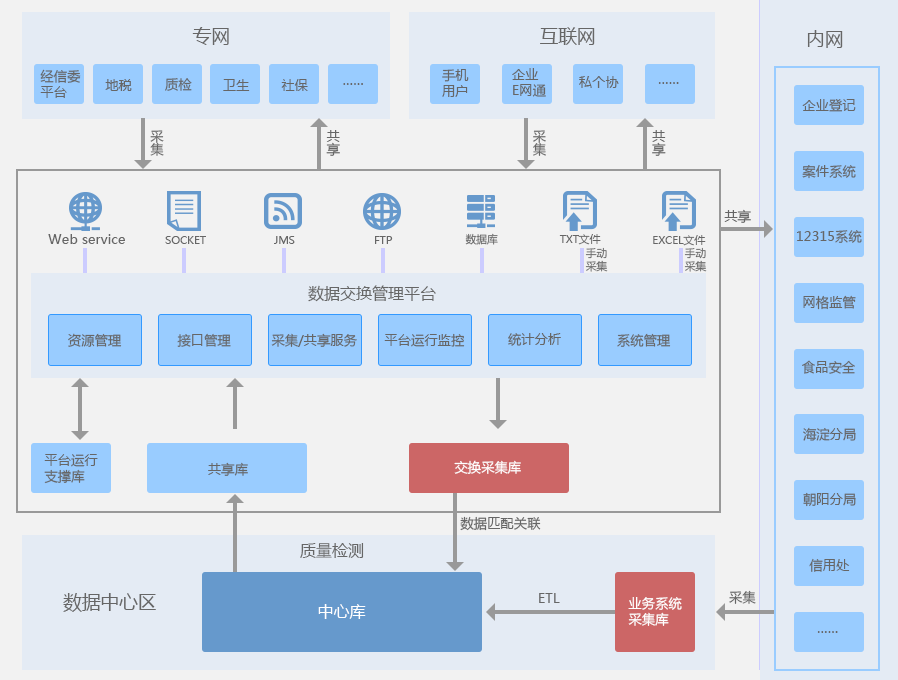 专网
经信委
平台
地税
质检
卫生
社保
······
互联网
手机
用户
企业
E网通
私个协
······
内网
采集
共享
采集
共享
Web service
SOCKET
JMS
FTP
数据库
TXT文件
EXCEL文件
手动
采集
手动
采集
共享
数据交换管理平台
资源管理
接口管理
采集/共享服务
平台运行监控
统计分析
系统管理
平台运行
支撑库
共享库
交换采集库
数据匹配关联
质量检测
数据中心区
中心库
ETL
业务系统
采集库
采集
企业登记
案件系统
12315系统
网格监管
食品安全
海淀分局
朝阳分局
信用处
······